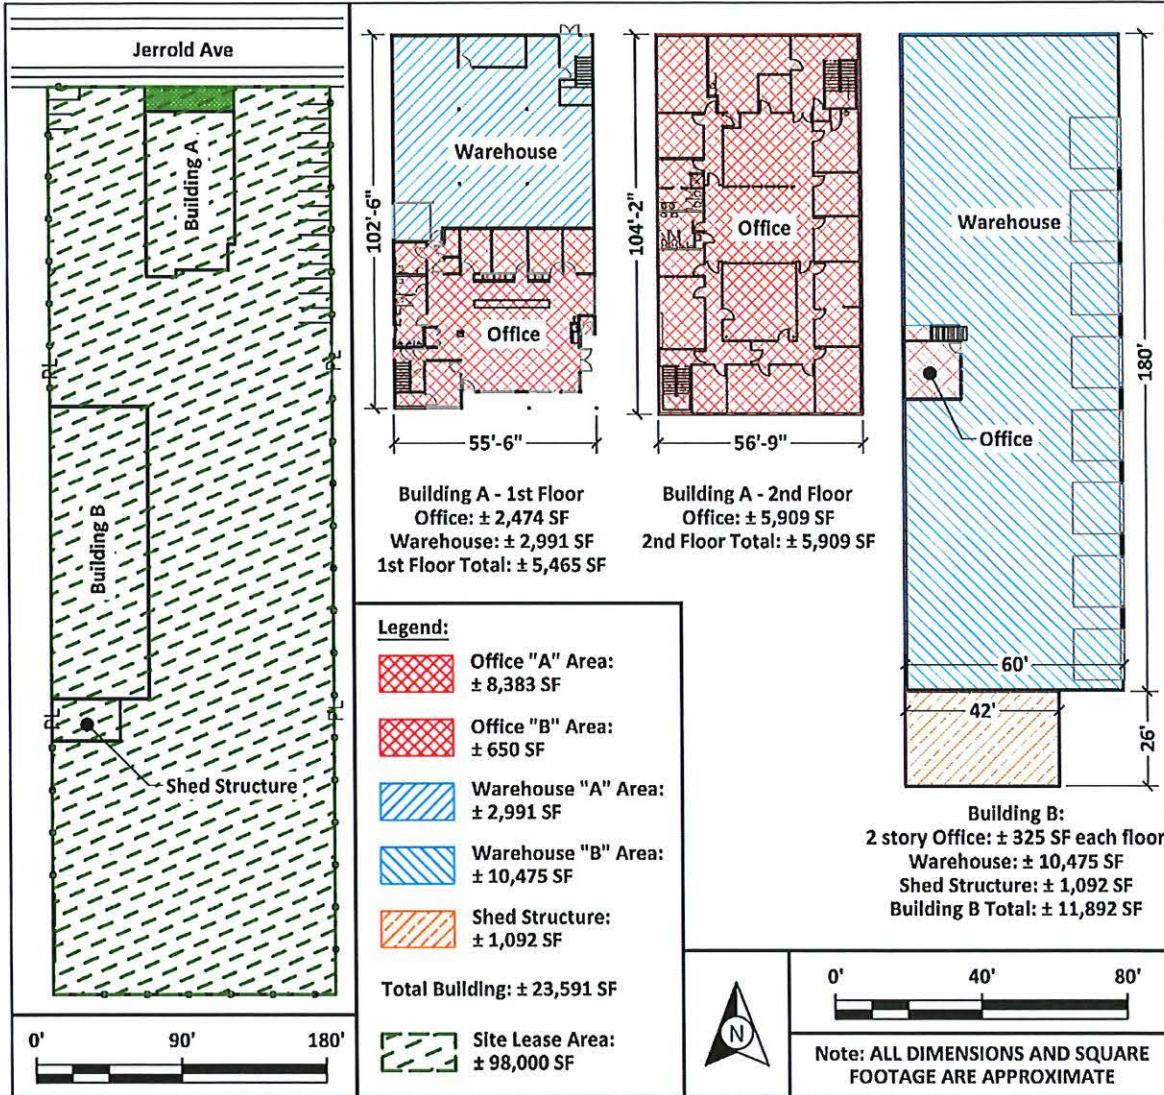 Jerrold Ave
Building A
PL
PL
Building B
PL
PL
Shed Structure
0' 90' 180'
Warehouse
Office
102'-6"
55'-6"
Building A - 1st Floor
Office: ± 2,474 SF
Warehouse: ± 2,991 SF
1st Floor Total: ± 5,465 SF
Office
104'-2"
56'-9"
Building A - 2nd Floor
Office: ± 5,909 SF
2nd Floor Total: ± 5,909 SF
Warehouse
Office
180'
60'
42'
26'
Building B:
2 story Office: ± 325 SF each floor
Warehouse: ± 10,475 SF
Shed Structure: ± 1,092 SF
Building B Total: ± 11,892 SF
Legend:
Office "A" Area:
± 8,383 SF
Office "B" Area:
± 650 SF
Warehouse "A" Area:
± 2,991 SF
Warehouse "B" Area:
± 10,475 SF
Shed Structure:
± 1,092 SF
Total Building: ± 23,591 SF
Site Lease Area:
± 98,000 SF
N
0' 40' 80'
Note: ALL DIMENSIONS AND SQUARE
FOOTAGE ARE APPROXIMATE